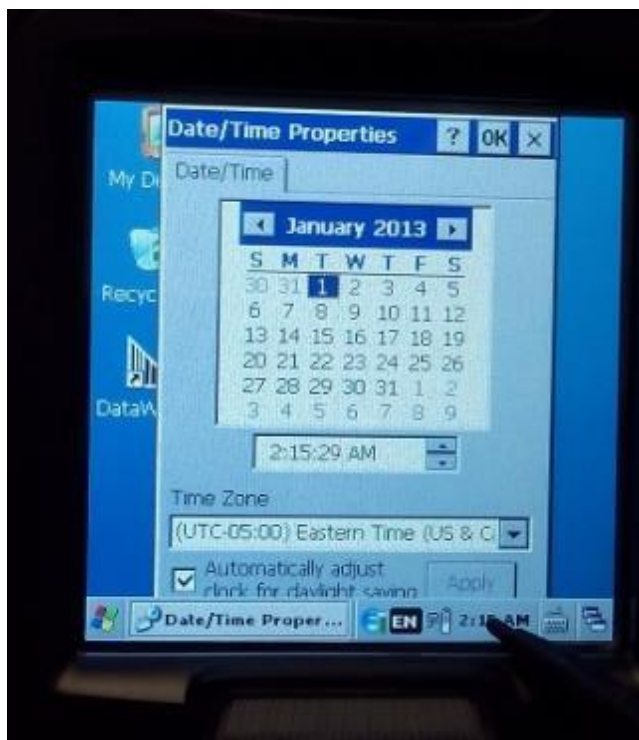 Date/Time Properties ? OK ×
Date/Time
My D
January 2013
S M T W T F S
30 31 1 2 3 4 5
6 7 8 9 10 11 12
Recyc
13 14 15 16 17 18 19
20 21 22 23 24 25 26
27 28 29 30 31 1 2
3 4 5 6 7 8 9
DataW
2:15:29 AM
Time Zone
(UTC-05:00) Eastern Time (US & C
Automatically adjust
clock for daylight saving
Apply
Date/Time Proper... EN 2:15 AM